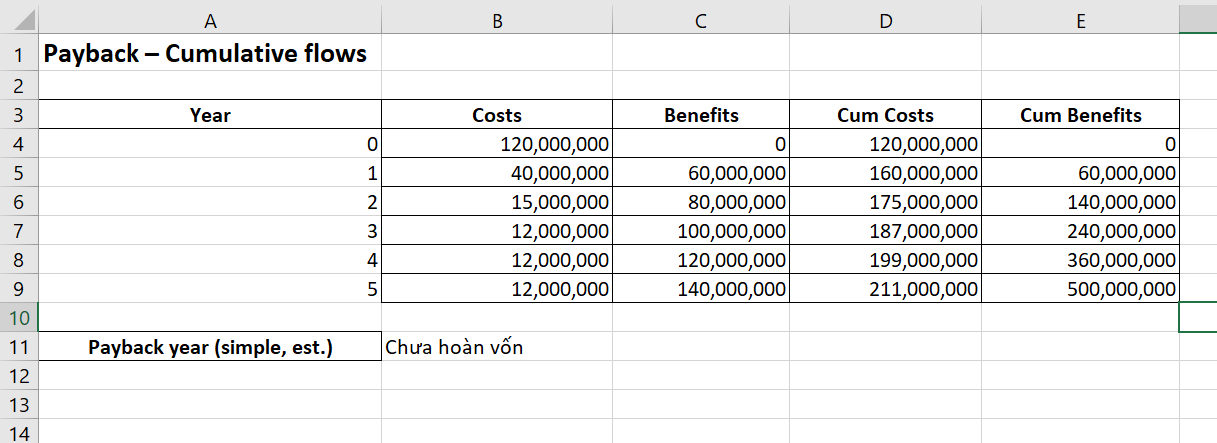 A B C D E
1 Payback – Cumulative flows
2
3 Year Costs Benefits Cum Costs Cum Benefits
4 0 120,000,000 0 120,000,000 0
5 1 40,000,000 60,000,000 160,000,000 60,000,000
6 2 15,000,000 80,000,000 175,000,000 140,000,000
7 3 12,000,000 100,000,000 187,000,000 240,000,000
8 4 12,000,000 120,000,000 199,000,000 360,000,000
9 5 12,000,000 140,000,000 211,000,000 500,000,000
10
11 Payback year (simple, est.) Chưa hoàn vốn
12
13
14